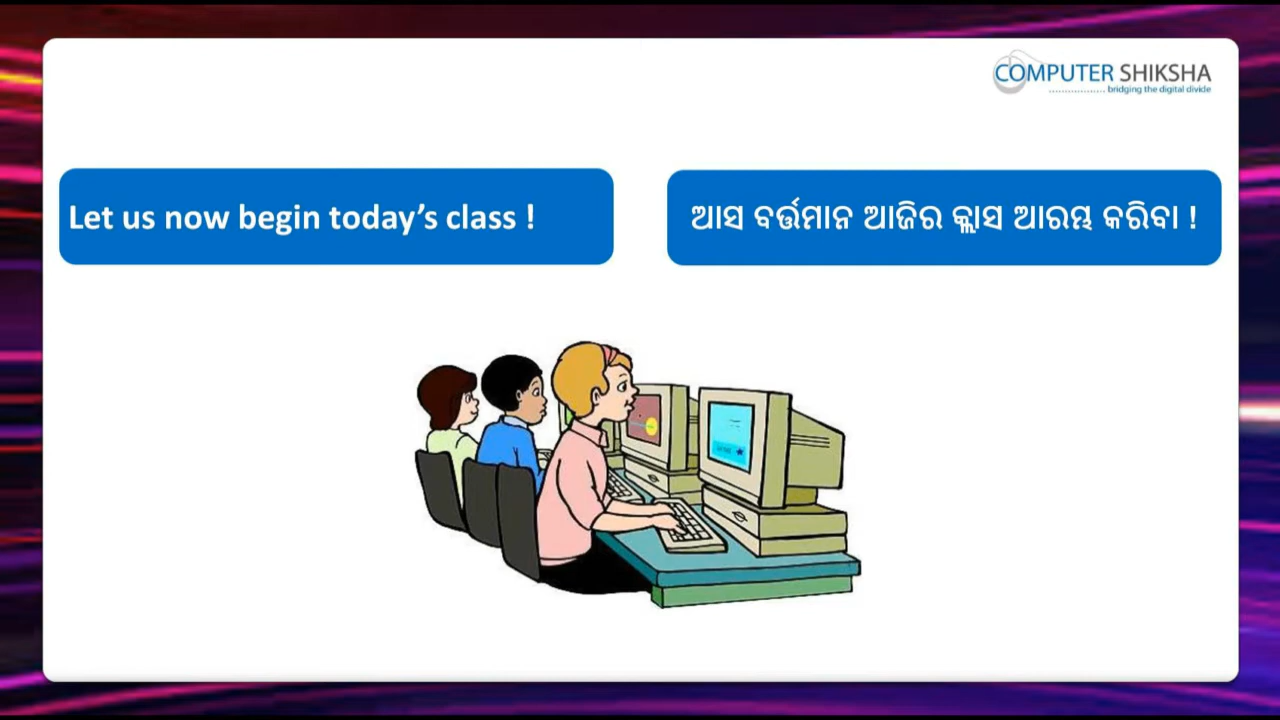 COMPUTER SHIKSHA
bridging the digital divide
Let us now begin today’s class !
ଆସ ବର୍ତ୍ତମାନ ଆଜିର କ୍ଲାସ ଆରମ୍ଭ କରିବା !